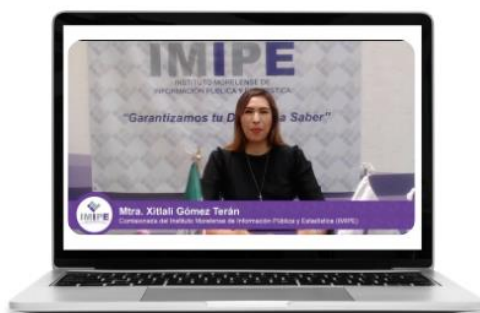 IMIPE
INSTITUTO MORELENSE DE
INFORMACIÓN PÚBLICA Y ESTADÍSTICA
"Garantizamos tu D a Saber"
IMIPE
Mtra. Xitlali Gómez Terán
Comisionada del Instituto Morelense de Información Pública y Estadística (IMIPE)